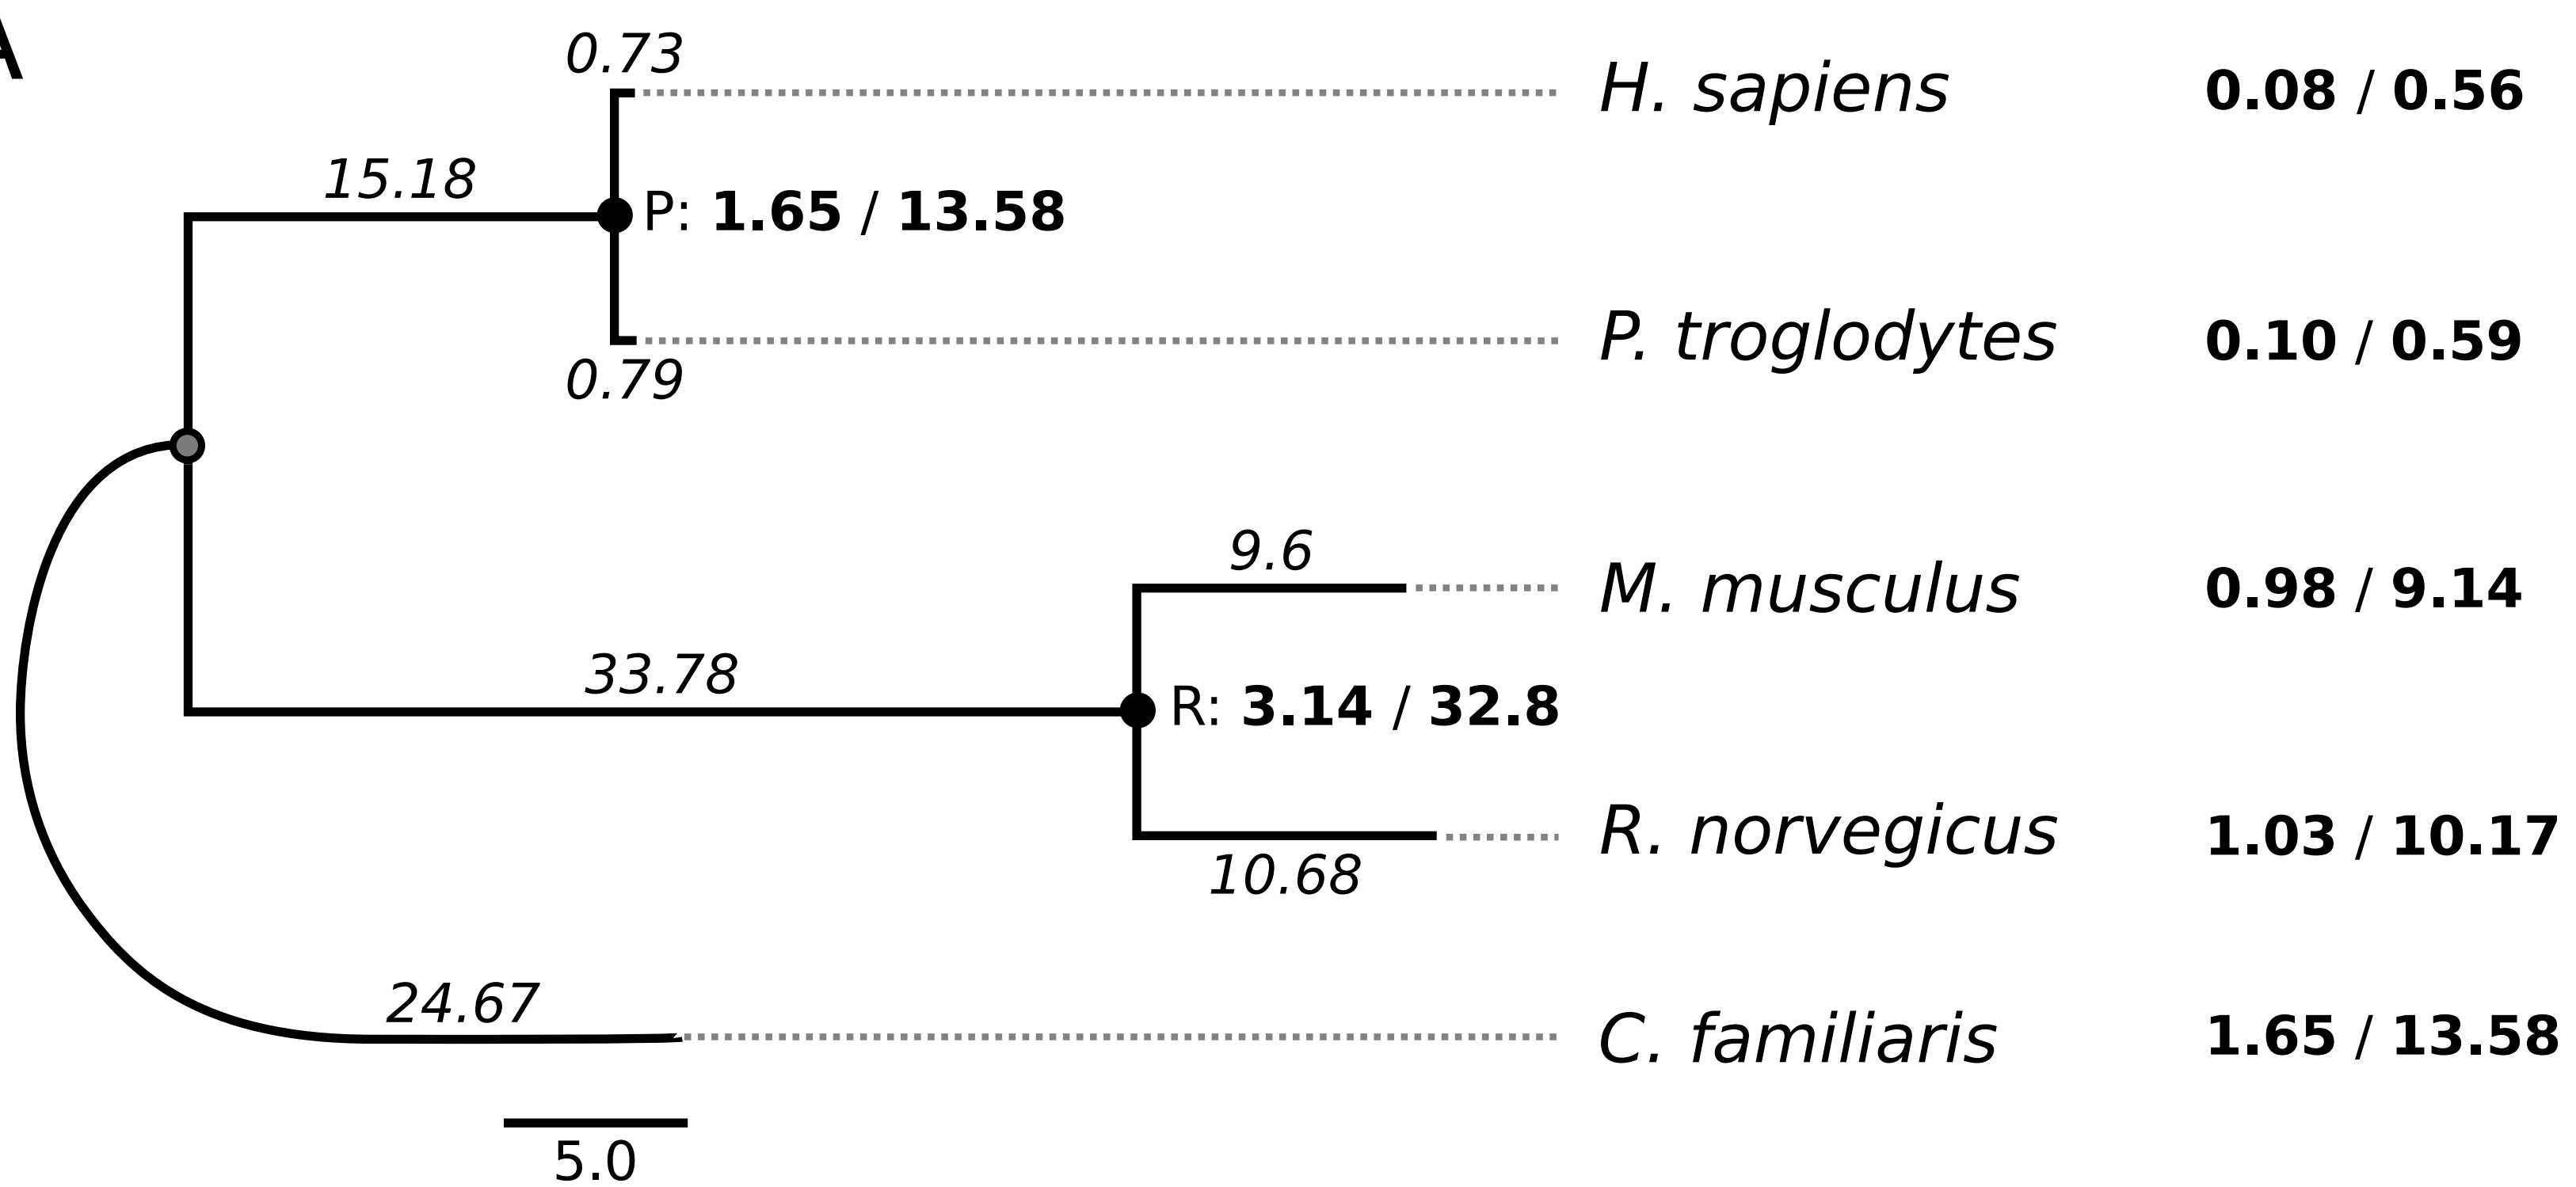 A
0.73
H. sapiens 0.08 / 0.56
15.18
P: 1.65 / 13.58
P. troglodytes 0.10 / 0.59
0.79
9.6
M. musculus 0.98 / 9.14
33.78
R: 3.14 / 32.8
R. norvegicus 1.03 / 10.17
10.68
24.67
C. familiaris 1.65 / 13.58
5.0